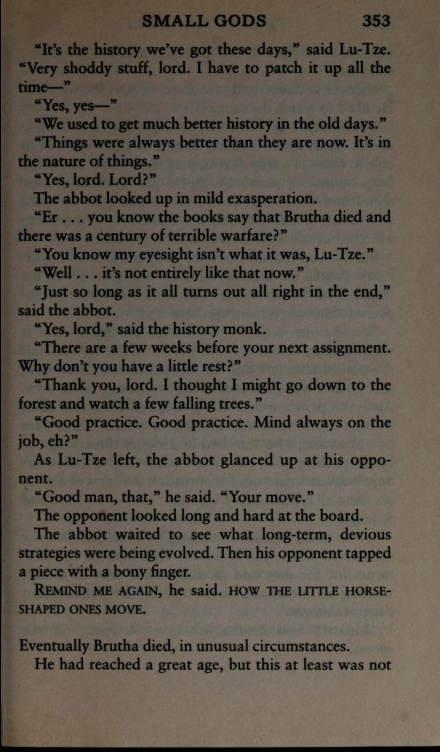 SMALL GODS 353
“It’s the history we’ve got these days,” said Lu-Tze.
“Very shoddy stuff, lord. I have to patch it up all the
time—”
“Yes, yes—”
“We used to get much better history in the old days.”
“Things were always better than they are now. It’s in
the nature of things.”
“Yes, lord. Lord?”
The abbot looked up in mild exasperation.
“Er . . . you know the books say that Brutha died and
there was a century of terrible warfare?”
“You know my eyesight isn’t what it was, Lu-Tze.”
“Well . . . it’s not entirely like that now.”
“Just so long as it all turns out all right in the end,”
said the abbot.
“Yes, lord,” said the history monk.
“There are a few weeks before your next assignment.
Why don’t you have a little rest?”
“Thank you, lord. I thought I might go down to the
forest and watch a few falling trees.”
“Good practice. Good practice. Mind always on the
job, eh?”
As Lu-Tze left, the abbot glanced up at his oppo-
nent.
“Good man, that,” he said. “Your move.”
The opponent looked long and hard at the board.
The abbot waited to see what long-term, devious
strategies were being evolved. Then his opponent tapped
a piece with a bony finger.
REMIND ME AGAIN, he said. HOW THE LITTLE HORSE-
SHAPED ONES MOVE.
Eventually Brutha died, in unusual circumstances.
He had reached a great age, but this at least was not